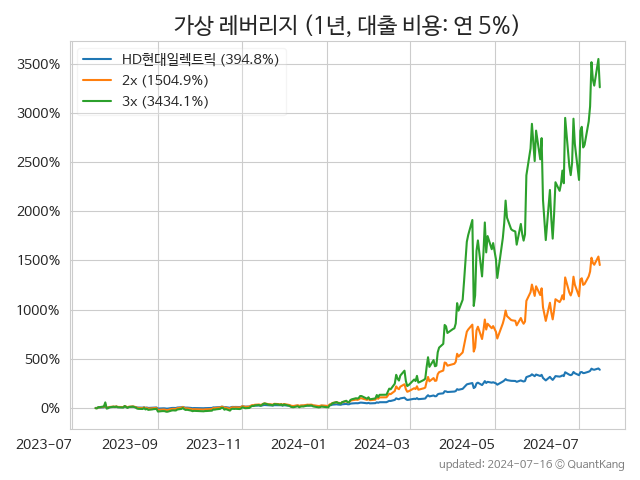 가상 레버리지 (1년, 대출 비용: 연 5%)
HD현대일렉트릭 (394.8%)
2x (1504.9%)
3x (3434.1%)
3500%
3000%
2500%
2000%
1500%
1000%
500%
0%
2023-07 2023-09 2023-11 2024-01 2024-03 2024-05 2024-07
updated: 2024-07-16 © QuantKang